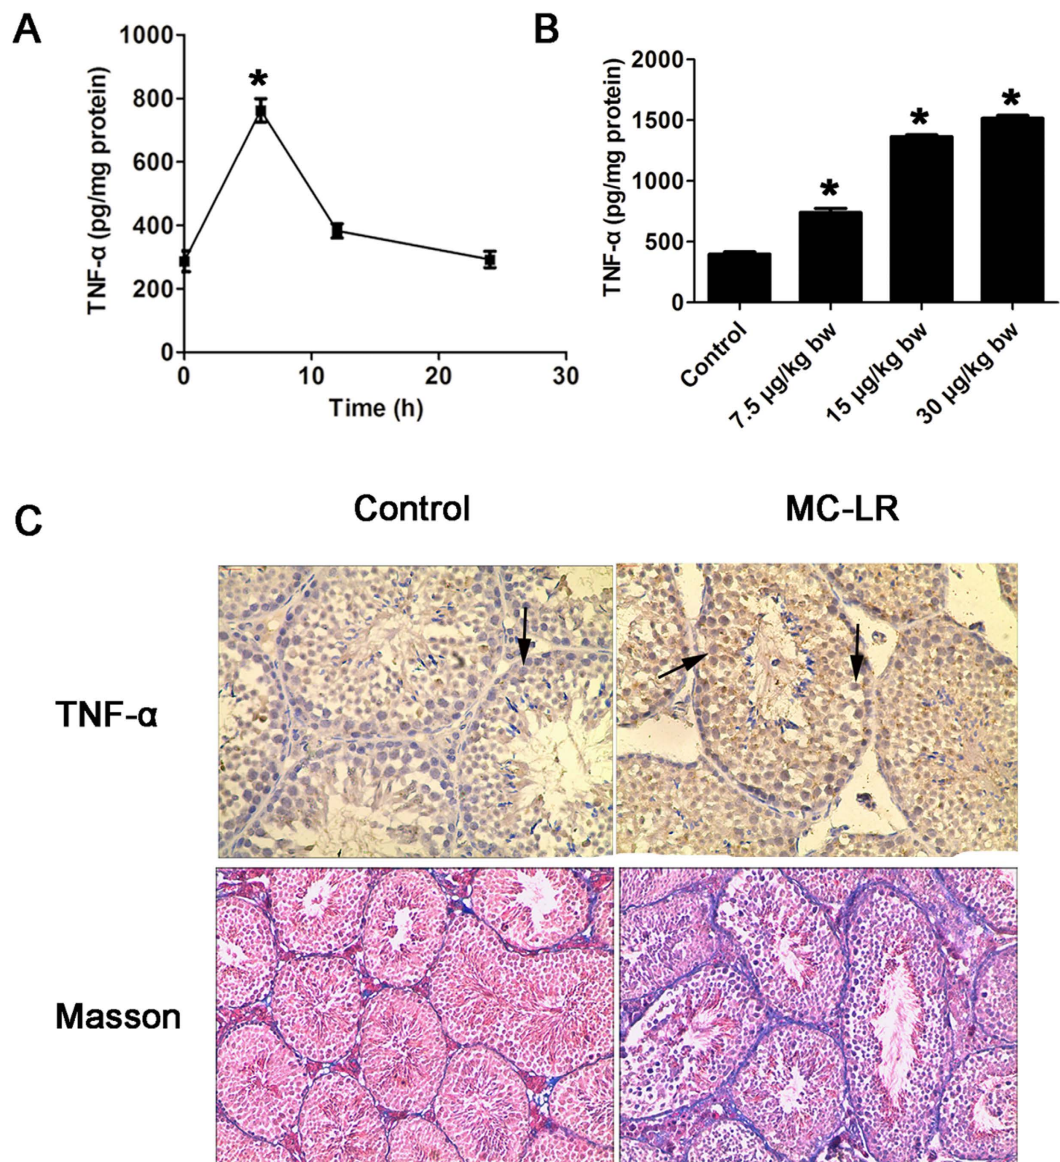 A
TNF-α (pg/mg protein)
1000
800
600
400
200
0
*
0 10 20 30
Time (h)
B
TNF-α (pg/mg protein)
2000
1500
1000
500
0
* * *
Control
7.5 µg/kg bw
15 µg/kg bw
30 µg/kg bw
C
Control MC-LR
TNF-α
Masson